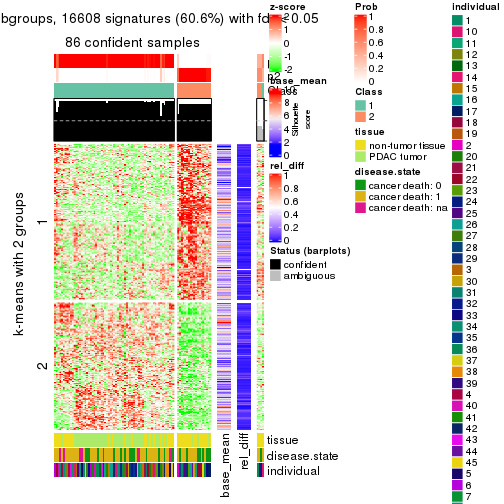 bgroups, 16608 signatures (60.6%) with fdr < 0.05
86 confident samples
z-score
2
1
0
-1
-2
base_mean
10
8
6
4
2
0
rel_diff
1
0.8
0.6
0.4
0.2
0
Status (barplots)
confident
ambiguous
Silhouette
score
k-means with 2 groups
1
2
base_mean
rel_diff
tissue
disease.state
individual
Prob
1
0.8
0.6
0.4
0.2
0
Class
1
2
tissue
non-tumor tissue
PDAC tumor
disease.state
cancer death: 0
cancer death: 1
cancer death: na
individual
1
10
11
12
13
14
15
16
17
18
19
2
20
21
22
23
24
25
26
27
28
29
3
30
31
32
33
34
35
36
37
38
39
4
40
41
42
43
44
45
5
6
7